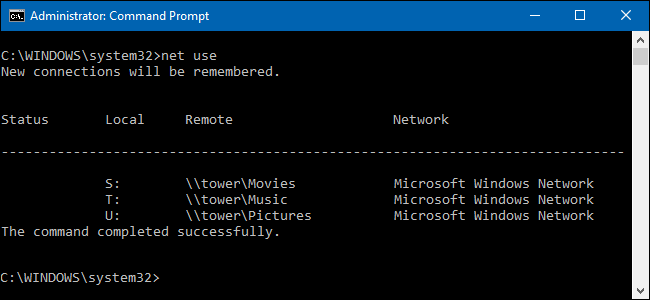 Administrator: Command Prompt
C:\WINDOWS\system32>net use
New connections will be remembered.
Status Local Remote Network
-------------------------------------------------------------------------------
S: \\tower\Movies Microsoft Windows Network
T: \\tower\Music Microsoft Windows Network
U: \\tower\Pictures Microsoft Windows Network
The command completed successfully.
C:\WINDOWS\system32>